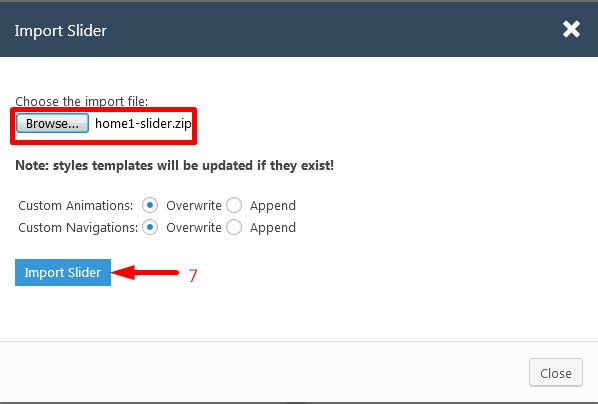 Import Slider
Choose the import file:
Browse... home1-slider.zip
Note: styles templates will be updated if they exist!
Custom Animations: Overwrite Append
Custom Navigations: Overwrite Append
Import Slider 7
Close